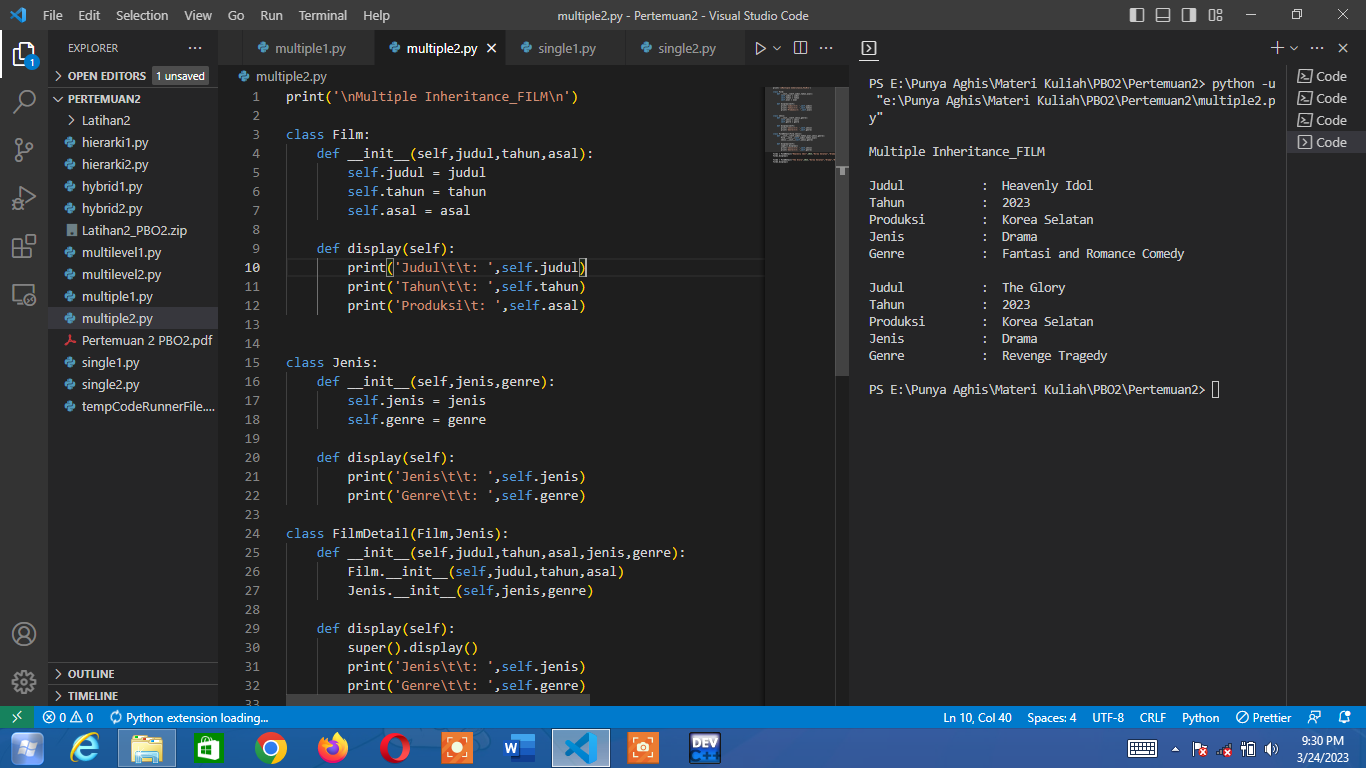 File Edit Selection View Go Run Terminal Help
multiple2.py - Pertemuan2 - Visual Studio Code
EXPLORER
OPEN EDITORS 1 unsaved
PERTEMUAN2
Latihan2
hierarki1.py
hierarki2.py
hybrid1.py
hybrid2.py
Latihan2_PBO2.zip
multilevel1.py
multilevel2.py
multiple1.py
multiple2.py
Pertemuan 2 PBO2.pdf
single1.py
single2.py
tempCodeRunnerFile....
OUTLINE
TIMELINE
1
multiple1.py multiple2.py single1.py single2.py
multiple2.py
1 print('\nMultiple Inheritance_FILM\n')
2
3 class Film:
4 def __init__(self,judul,tahun,asal):
5 self.judul = judul
6 self.tahun = tahun
7 self.asal = asal
8
9 def display(self):
10 print('Judul\t\t: ',self.judul)
11 print('Tahun\t\t: ',self.tahun)
12 print('Produksi\t: ',self.asal)
13
14
15 class Jenis:
16 def __init__(self,jenis,genre):
17 self.jenis = jenis
18 self.genre = genre
19
20 def display(self):
21 print('Jenis\t\t: ',self.jenis)
22 print('Genre\t\t: ',self.genre)
23
24 class FilmDetail(Film,Jenis):
25 def __init__(self,judul,tahun,asal,jenis,genre):
26 Film.__init__(self,judul,tahun,asal)
27 Jenis.__init__(self,jenis,genre)
28
29 def display(self):
30 super().display()
31 print('Jenis\t\t: ',self.jenis)
32 print('Genre\t\t: ',self.genre)
33
PS E:\Punya Aghis\Materi Kuliah\PBO2\Pertemuan2> python -u
"e:\Punya Aghis\Materi Kuliah\PBO2\Pertemuan2\multiple2.p
y"
Multiple Inheritance_FILM
Judul : Heavenly Idol
Tahun : 2023
Produksi : Korea Selatan
Jenis : Drama
Genre : Fantasi and Romance Comedy
Judul : The Glory
Tahun : 2023
Produksi : Korea Selatan
Jenis : Drama
Genre : Revenge Tragedy
PS E:\Punya Aghis\Materi Kuliah\PBO2\Pertemuan2>
Code
Code
Code
Code
0 0 Python extension loading...
Ln 10, Col 40 Spaces: 4 UTF-8 CRLF Python Prettier
DEV C++
9:30 PM
3/24/2023